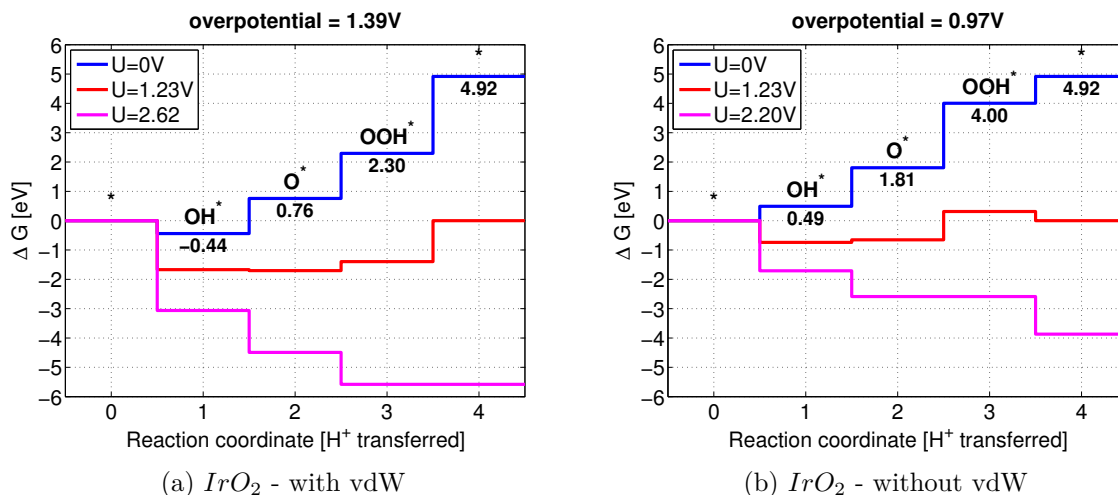 overpotential = 1.39V
6
5
4
3
2
1
0
−1
−2
−3
−4
−5
−6
Δ G [eV]
U=0V
U=1.23V
U=2.62
*
OH*
−0.44
O*
0.76
OOH*
2.30
*
4.92
0 1 2 3 4
Reaction coordinate [H+ transferred]
(a) IrO2 - with vdW
overpotential = 0.97V
6
5
4
3
2
1
0
−1
−2
−3
−4
−5
−6
Δ G [eV]
U=0V
U=1.23V
U=2.20V
*
OH*
0.49
O*
1.81
OOH*
4.00
*
4.92
0 1 2 3 4
Reaction coordinate [H+ transferred]
(b) IrO2 - without vdW